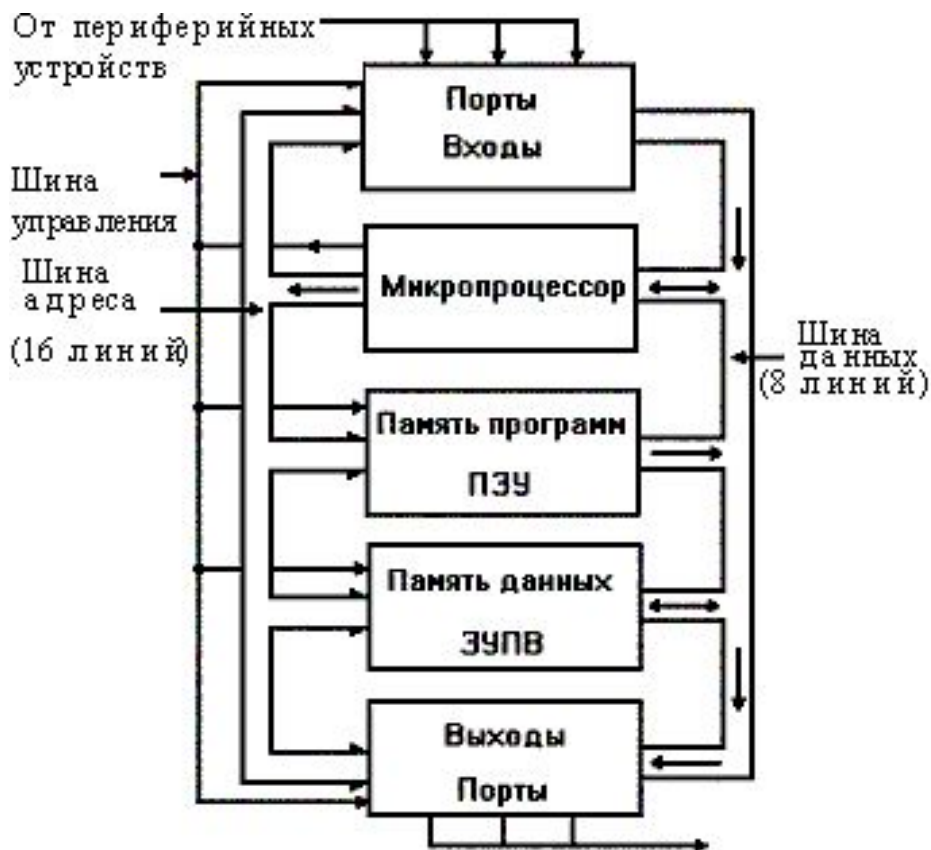 От периферийных
устройств
Порты
Входы
Шина
управления
Шина
адреса
(16 линий)
Микропроцессор
Шина
данных
(8 линий)
Память программ
ПЗУ
Память данных
ЗУПВ
Выходы
Порты